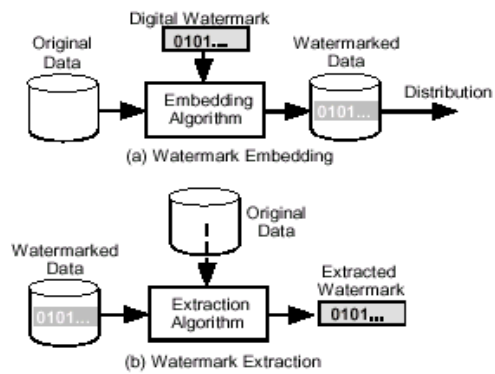 Digital Watermark
0101...
Original
Data
Embedding
Algorithm
Watermarked
Data
0101...
Distribution
(a) Watermark Embedding
Original
Data
Watermarked
Data
0101...
Extraction
Algorithm
Extracted
Watermark
0101...
(b) Watermark Extraction